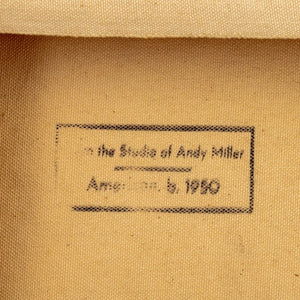 the Studio of Andy Miller
American, b. 1950